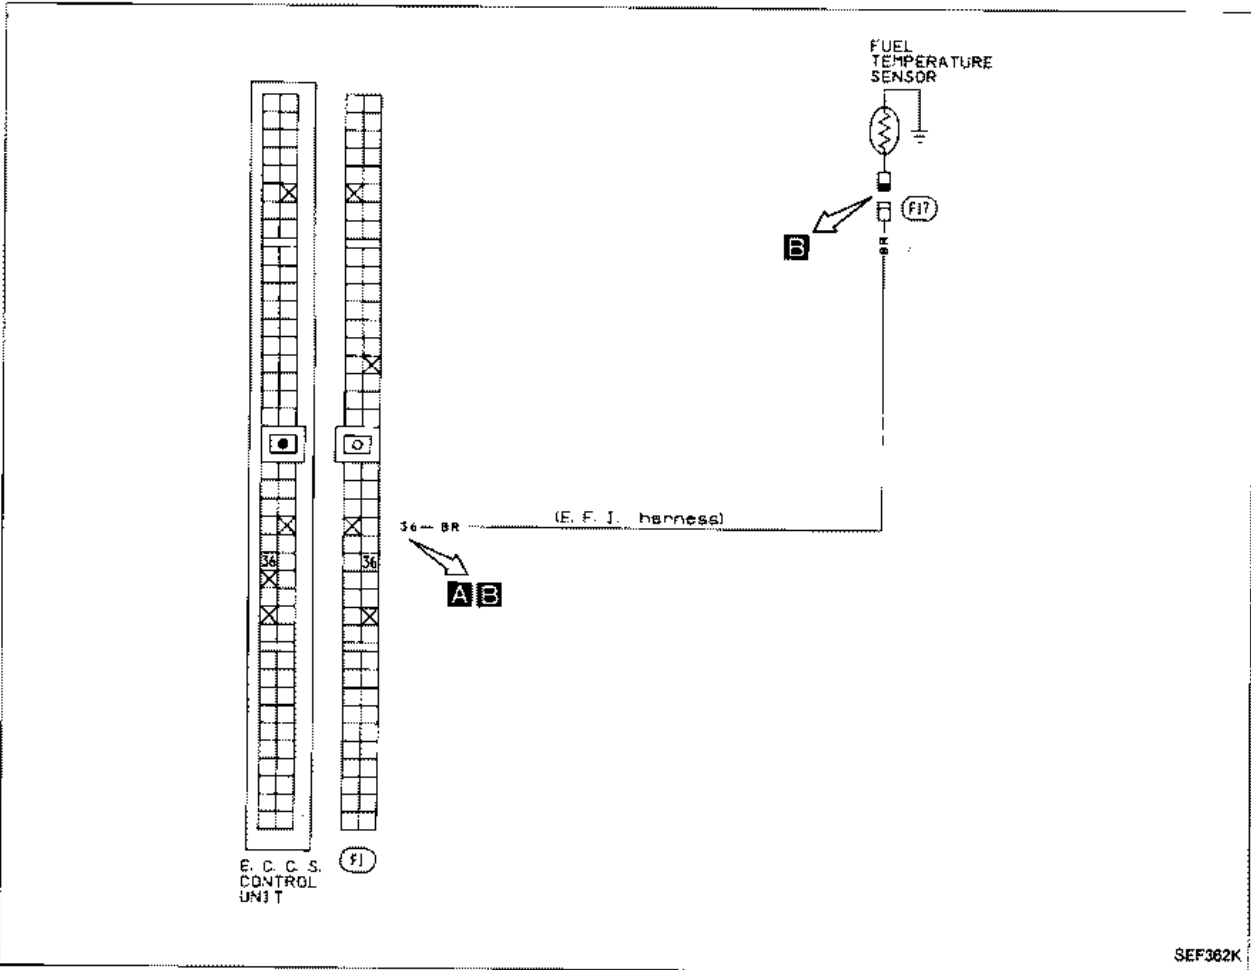 FUEL
TEMPERATURE
SENSOR
F17
B
BR
(E. F. I. harness)
36 - BR
36
36
A B
E. C. C. S.
CONTROL
UNIT
F1
SEF362K